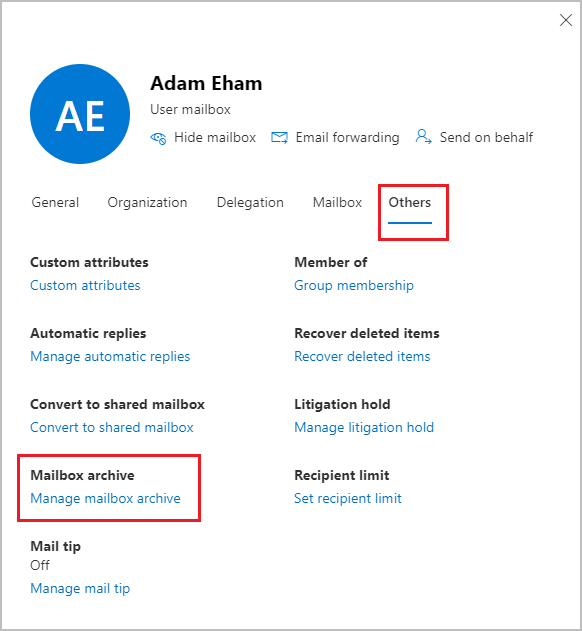 AE
Adam Eham
User mailbox
Hide mailbox Email forwarding Send on behalf
General Organization Delegation Mailbox Others
Custom attributes
Custom attributes
Member of
Group membership
Automatic replies
Manage automatic replies
Recover deleted items
Recover deleted items
Convert to shared mailbox
Convert to shared mailbox
Litigation hold
Manage litigation hold
Mailbox archive
Manage mailbox archive
Recipient limit
Set recipient limit
Mail tip
Off
Manage mail tip